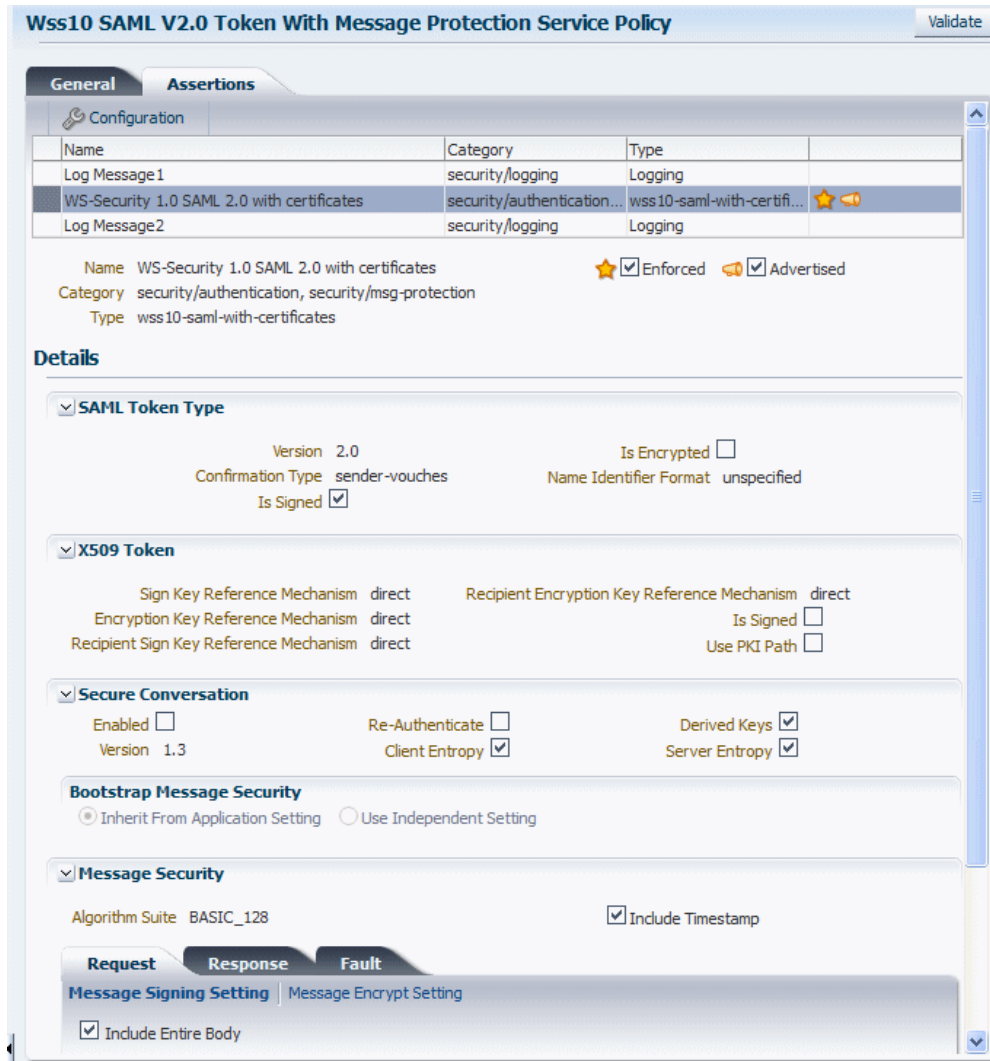 Wss10 SAML V2.0 Token With Message Protection Service Policy Validate
General Assertions
Configuration
Name Category Type
Log Message1 security/logging Logging
WS-Security 1.0 SAML 2.0 with certificates security/authentication... wss10-saml-with-certifi...
Log Message2 security/logging Logging
Name WS-Security 1.0 SAML 2.0 with certificates Enforced Advertised
Category security/authentication, security/msg-protection
Type wss10-saml-with-certificates
Details
SAML Token Type
Version 2.0 Is Encrypted
Confirmation Type sender-vouches Name Identifier Format unspecified
Is Signed
X509 Token
Sign Key Reference Mechanism direct Recipient Encryption Key Reference Mechanism direct
Encryption Key Reference Mechanism direct Is Signed
Recipient Sign Key Reference Mechanism direct Use PKI Path
Secure Conversation
Enabled Re-Authenticate Derived Keys
Version 1.3 Client Entropy Server Entropy
Bootstrap Message Security
Inherit From Application Setting Use Independent Setting
Message Security
Algorithm Suite BASIC_128 Include Timestamp
Request Response Fault
Message Signing Setting Message Encrypt Setting
Include Entire Body